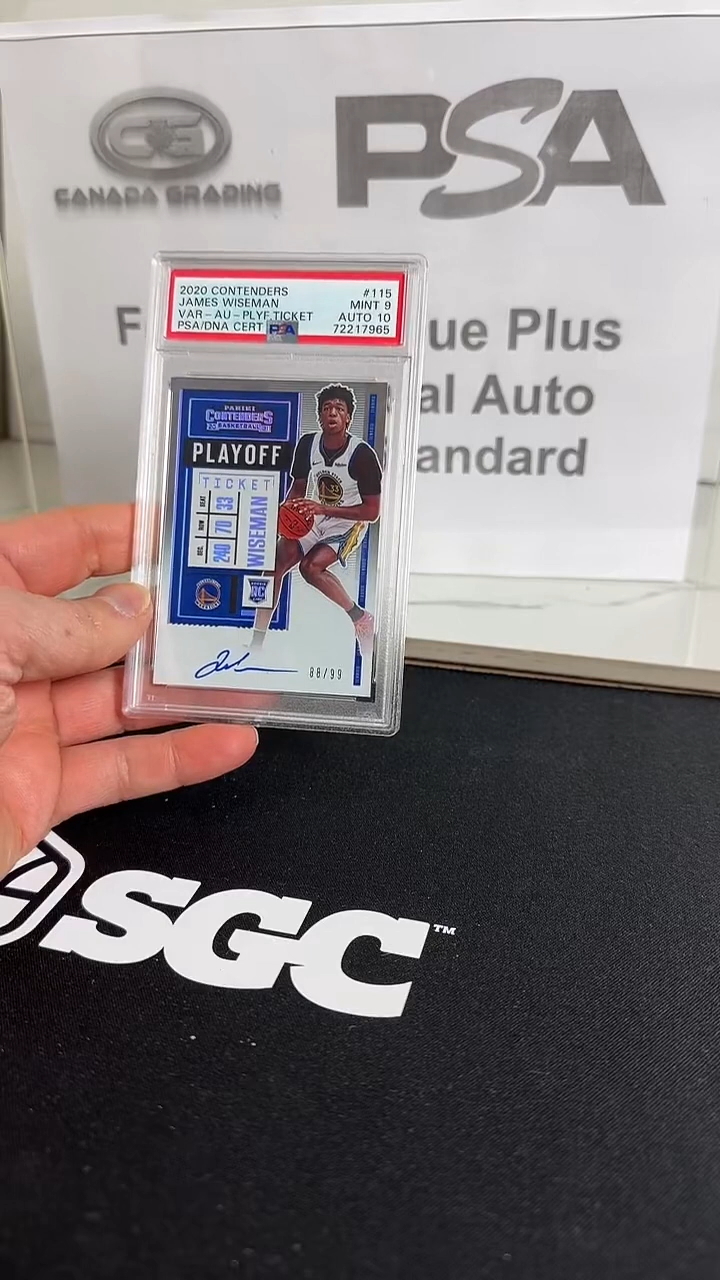 CANADA GRADING
PSA
F
ue Plus
al Auto
andard
2020 CONTENDERS #115
JAMES WISEMAN MINT 9
VAR-AU-PLYF.TICKET AUTO 10
PSA/DNA CERT PSA 72217965
PANINI
CONTENDERS
BASKETBALL
PLAYOFF
TICKET
SEAT 33
ROW 70
SEC. 240
WISEMAN
RC
33
88/99
SGC™